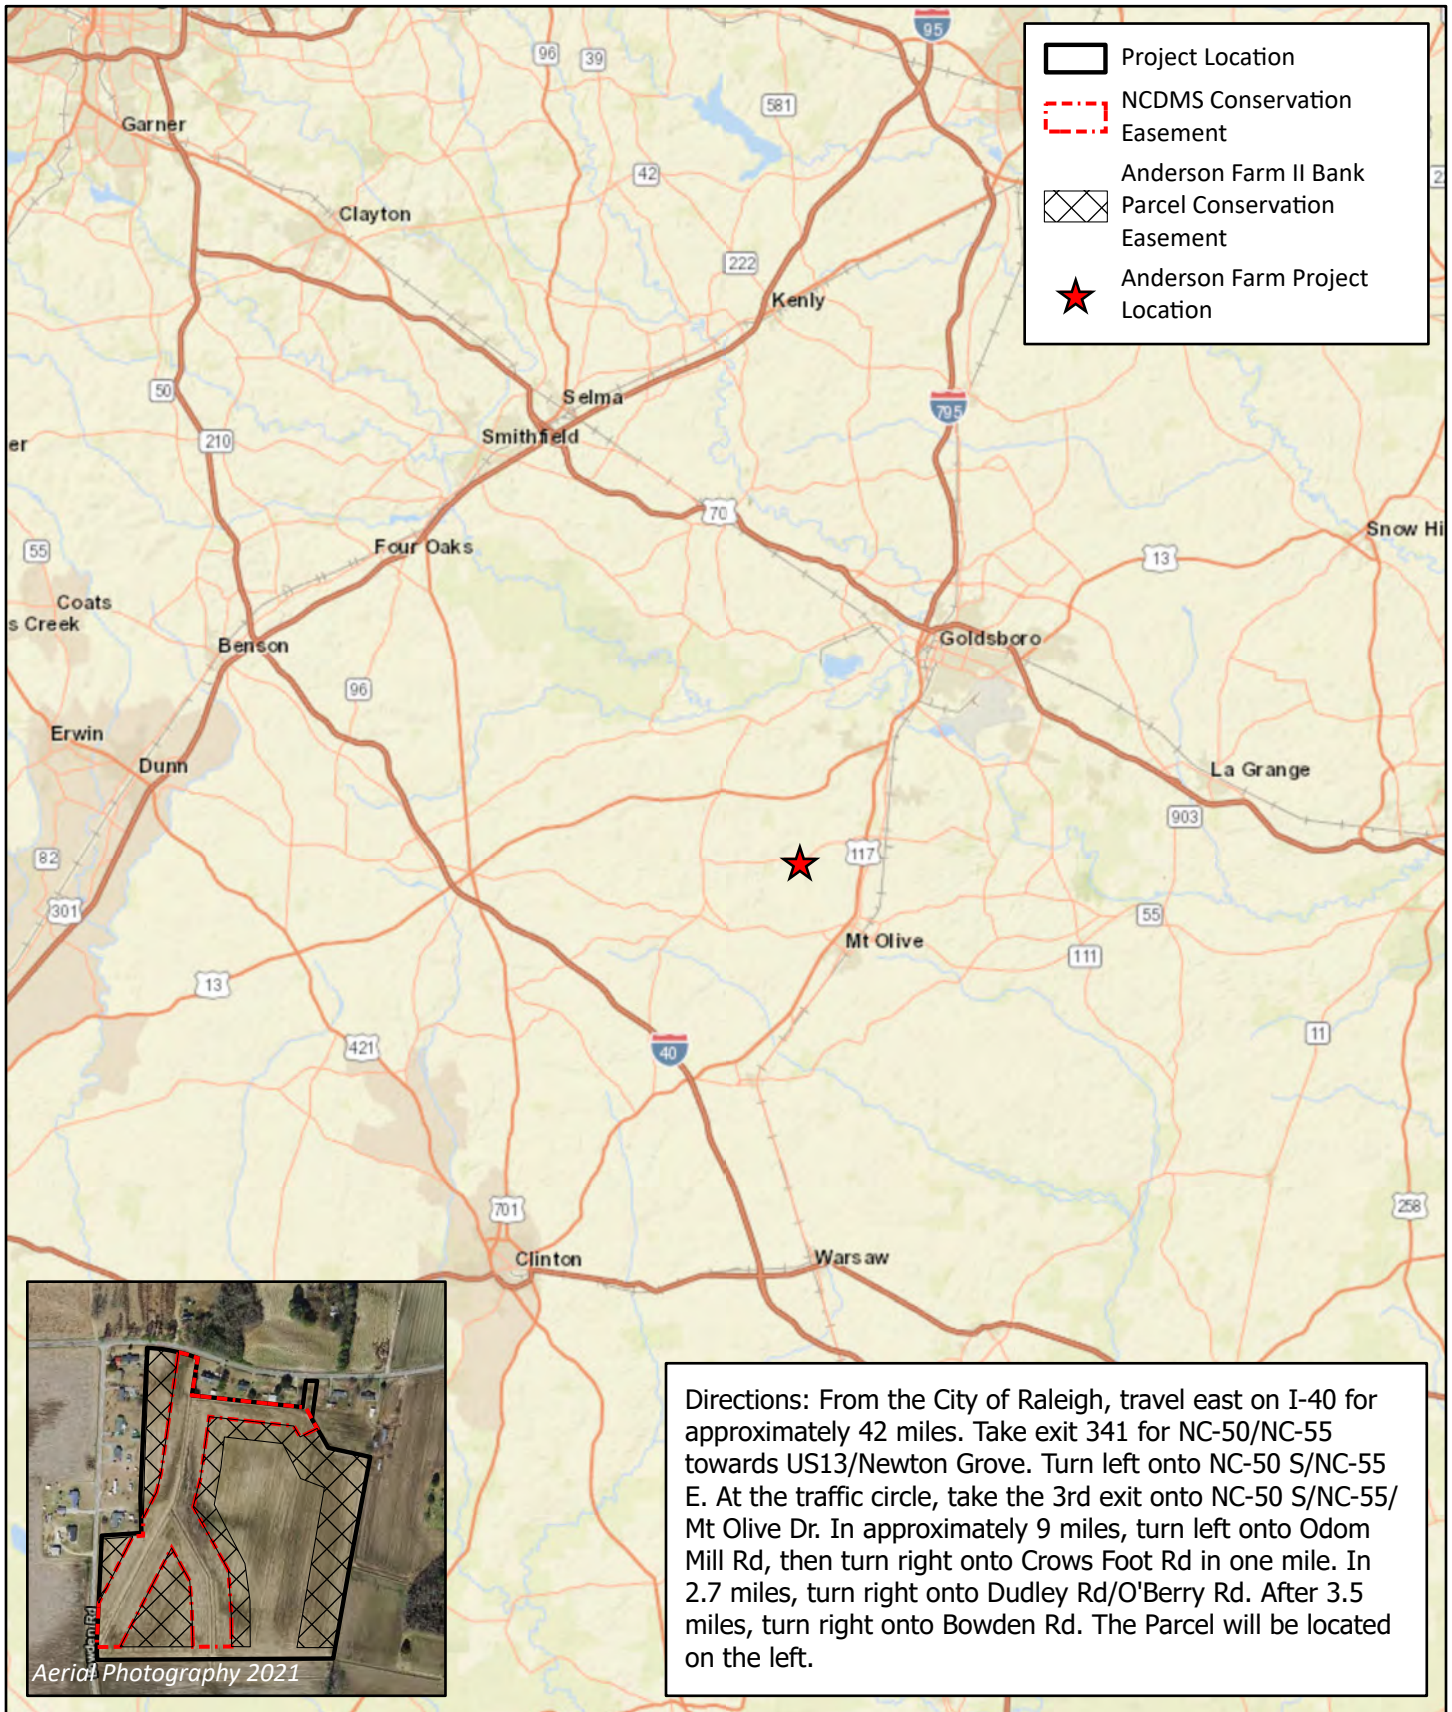 95
96
39
581
Garner
42
2
Clayton
222
Kenly
50
Selma
795
210
Smithfield
er
70
Snow Hi
Four Oaks
55
13
Coats
s Creek
Goldsboro
Benson
96
Erwin
Dunn
La Grange
903
82
117
301
55
Mt Olive
111
13
11
421
40
701
258
Clinton
Warsaw
Project Location
NCDMS Conservation
Easement
Anderson Farm II Bank
Parcel Conservation
Easement
Anderson Farm Project
Location
wden Rd
Aerial Photography 2021
Directions: From the City of Raleigh, travel east on I-40 for
approximately 42 miles. Take exit 341 for NC-50/NC-55
towards US13/Newton Grove. Turn left onto NC-50 S/NC-55
E. At the traffic circle, take the 3rd exit onto NC-50 S/NC-55/
Mt Olive Dr. In approximately 9 miles, turn left onto Odom
Mill Rd, then turn right onto Crows Foot Rd in one mile. In
2.7 miles, turn right onto Dudley Rd/O'Berry Rd. After 3.5
miles, turn right onto Bowden Rd. The Parcel will be located
on the left.